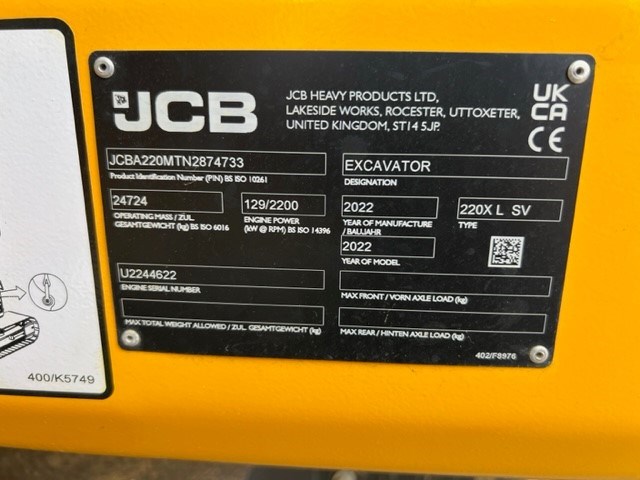 JCB
JCB HEAVY PRODUCTS LTD,
LAKESIDE WORKS, ROCESTER, UTTOXETER,
UNITED KINGDOM, ST14 5JP.
UK
CA
CE
JCBA220MTN2874733
Product Identification Number (PIN) BS ISO 10261
EXCAVATOR
DESIGNATION
24724
OPERATING MASS / ZUL.
GESAMTGEWICHT (kg) BS ISO 6016
129/2200
ENGINE POWER
(kW @ RPM) BS ISO 14396
2022
YEAR OF MANUFACTURE
/ BAUJAHR
220X L SV
TYPE
2022
YEAR OF MODEL
U2244622
ENGINE SERIAL NUMBER
MAX FRONT / VORN AXLE LOAD (kg)
MAX TOTAL WEIGHT ALLOWED / ZUL. GESAMTGEWICHT (kg)
MAX REAR / HINTEN AXLE LOAD (kg)
402/F8976
400/K5749